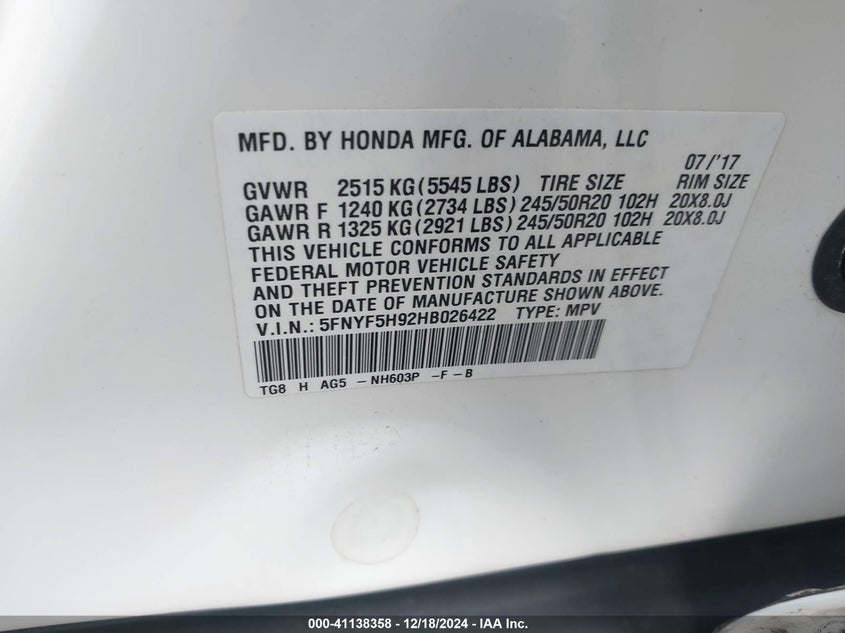 MFD. BY HONDA MFG. OF ALABAMA, LLC
07/'17
GVWR 2515 KG (5545 LBS) TIRE SIZE RIM SIZE
GAWR F 1240 KG (2734 LBS) 245/50R20 102H 20X8.0J
GAWR R 1325 KG (2921 LBS) 245/50R20 102H 20X8.0J
THIS VEHICLE CONFORMS TO ALL APPLICABLE
FEDERAL MOTOR VEHICLE SAFETY
AND THEFT PREVENTION STANDARDS IN EFFECT
ON THE DATE OF MANUFACTURE SHOWN ABOVE.
V.I.N.: 5FNYF5H92HB026422 TYPE: MPV
TG8 H AG5 - NH603P -F-B
000-41138358 - 12/18/2024 - IAA Inc.